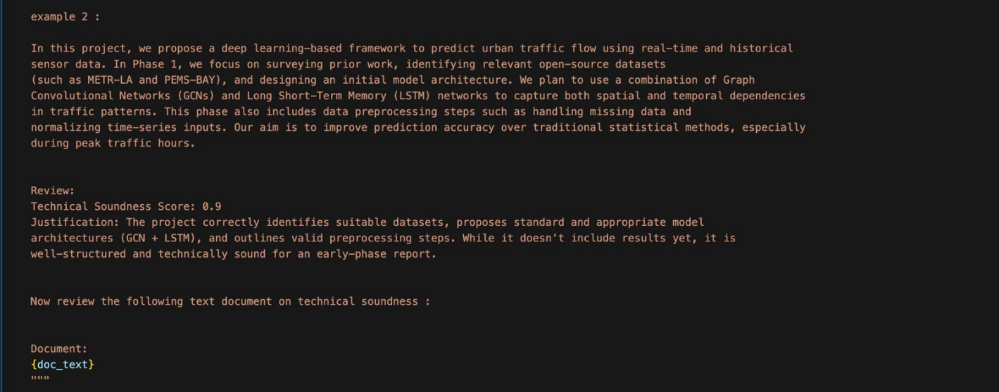 example 2 :
In this project, we propose a deep learning-based framework to predict urban traffic flow using real-time and historical
sensor data. In Phase 1, we focus on surveying prior work, identifying relevant open-source datasets
(such as METR-LA and PEMS-BAY), and designing an initial model architecture. We plan to use a combination of Graph
Convolutional Networks (GCNs) and Long Short-Term Memory (LSTM) networks to capture both spatial and temporal dependencies
in traffic patterns. This phase also includes data preprocessing steps such as handling missing data and
normalizing time-series inputs. Our aim is to improve prediction accuracy over traditional statistical methods, especially
during peak traffic hours.
Review:
Technical Soundness Score: 0.9
Justification: The project correctly identifies suitable datasets, proposes standard and appropriate model
architectures (GCN + LSTM), and outlines valid preprocessing steps. While it doesn't include results yet, it is
well-structured and technically sound for an early-phase report.
Now review the following text document on technical soundness :
Document:
{doc_text}
"""